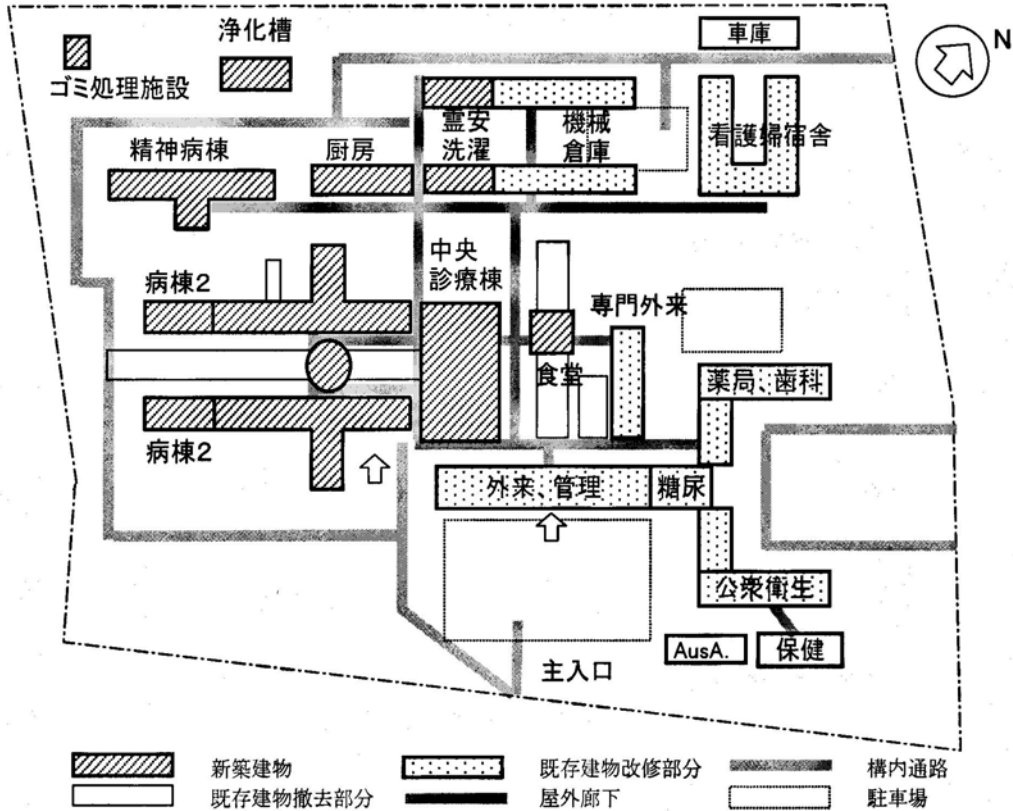 浄化槽
車庫
N
ゴミ処理施設
精神病棟
厨房
霊安
洗濯
機械
倉庫
看護婦宿舎
中央
診療棟
病棟2
専門外来
食堂
薬局、歯科
病棟2
外来、管理
糖尿
公衆衛生
AusA.
保健
主入口
新築建物
既存建物改修部分
構内通路
既存建物撤去部分
屋外廊下
駐車場